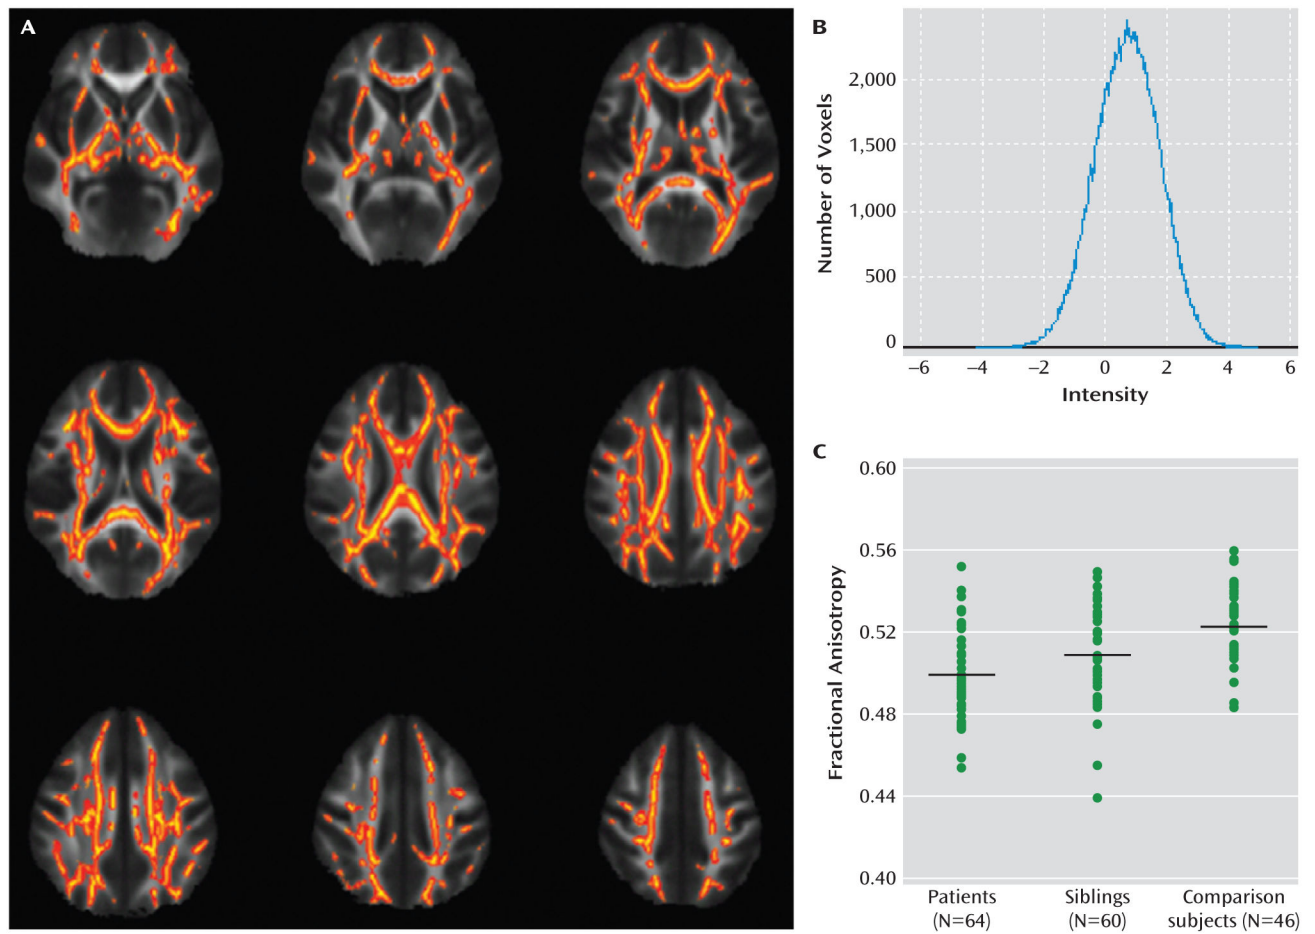 A
B
Number of Voxels
2,000
1,500
1,000
500
0
−6
−4
−2
0
2
4
6
Intensity
C
Fractional Anisotropy
0.60
0.56
0.52
0.48
0.44
0.40
Patients
(N=64)
Siblings
(N=60)
Comparison
subjects (N=46)